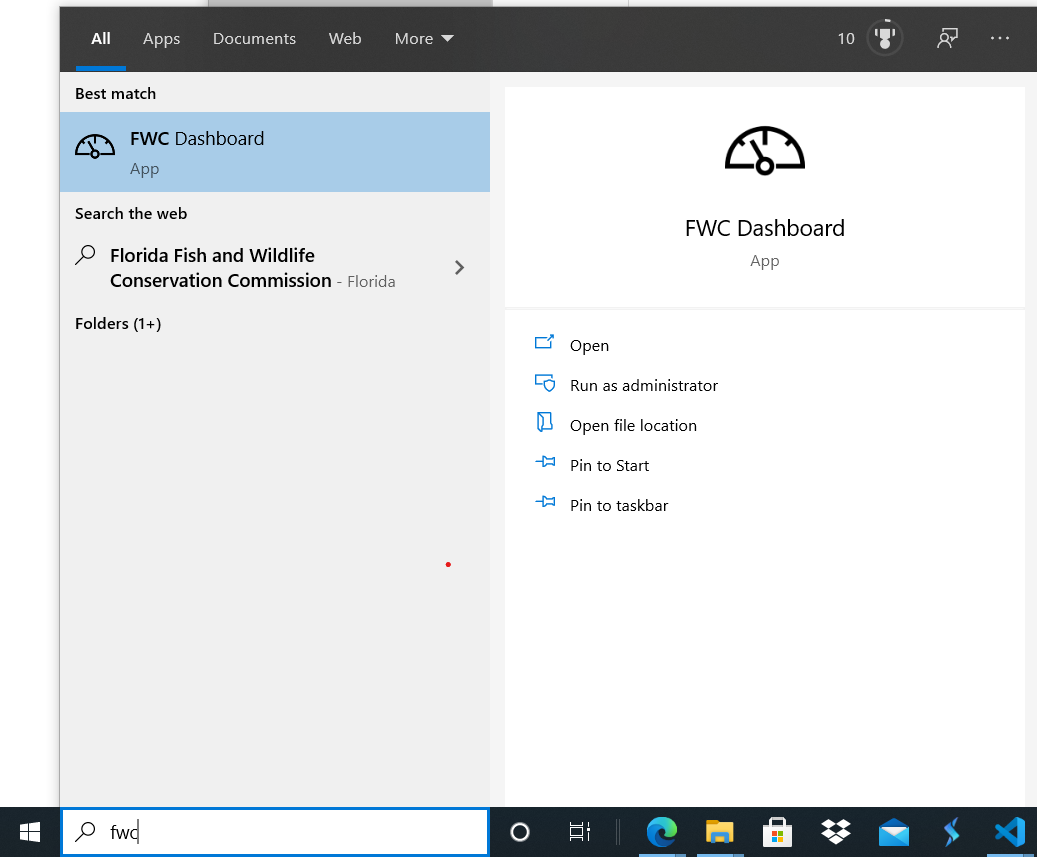 All Apps Documents Web More 10
Best match
FWC Dashboard
App
Search the web
Florida Fish and Wildlife
Conservation Commission - Florida
Folders (1+)
FWC Dashboard
App
Open
Run as administrator
Open file location
Pin to Start
Pin to taskbar
fwc